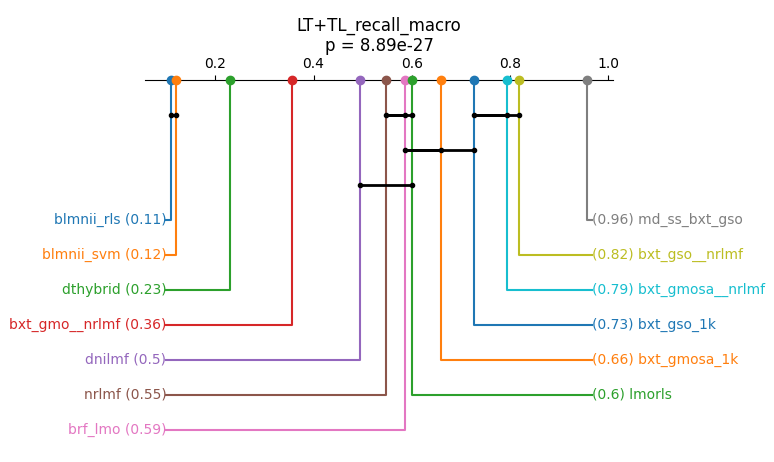 LT+TL_recall_macro
p = 8.89e-27
0.2 0.4 0.6 0.8 1.0
blmnii_rls (0.11) (0.96) md_ss_bxt_gso
blmnii_svm (0.12) (0.82) bxt_gso__nrlmf
dthybrid (0.23) (0.79) bxt_gmosa__nrlmf
bxt_gmo__nrlmf (0.36) (0.73) bxt_gso_1k
dnilmf (0.5) (0.66) bxt_gmosa_1k
nrlmf (0.55) (0.6) lmorls
brf_lmo (0.59)